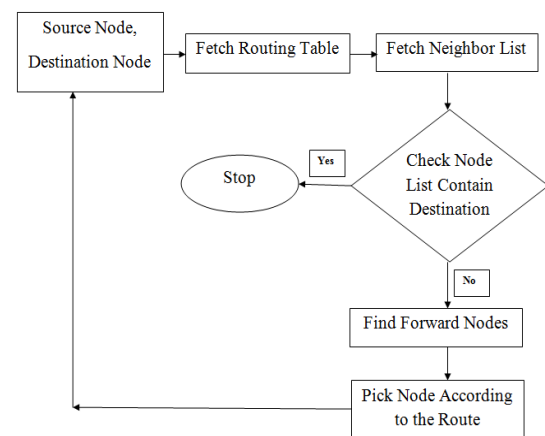 Source Node,
Destination Node
Fetch Routing Table
Fetch Neighbor List
Check Node
List Contain
Destination
Yes
Stop
No
Find Forward Nodes
Pick Node According
to the Route